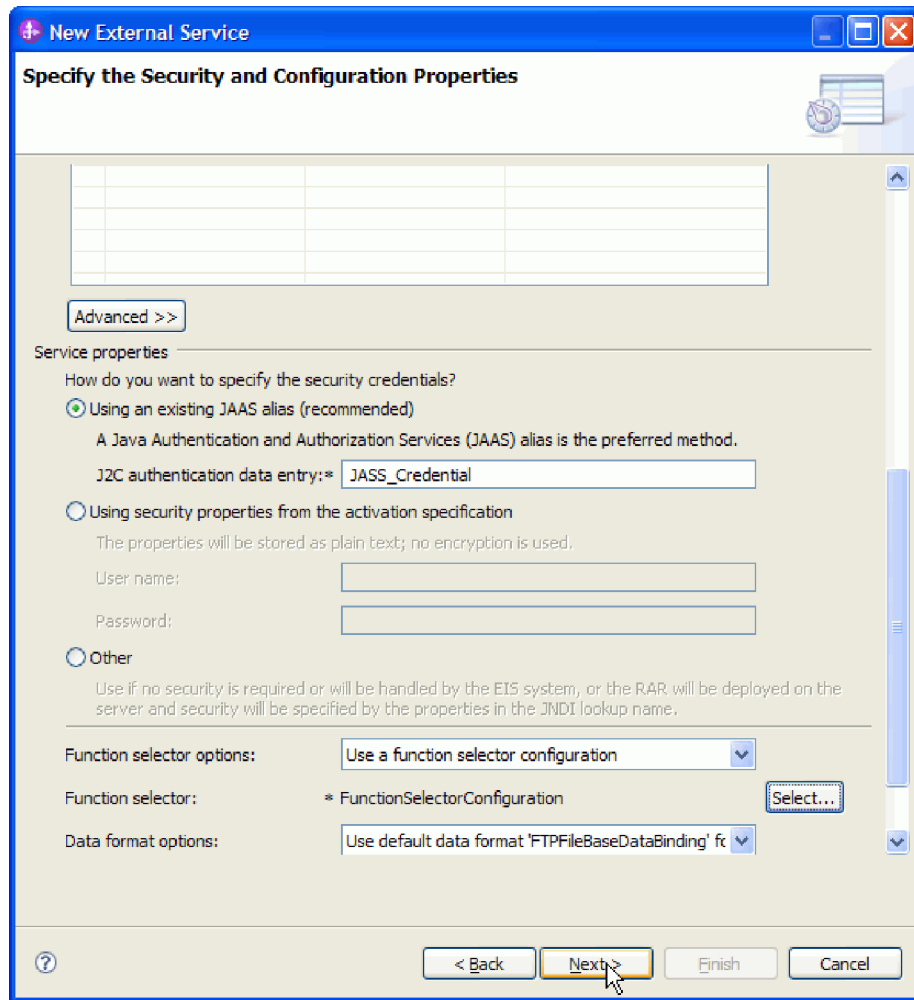 New External Service
Specify the Security and Configuration Properties
Advanced >>
Service properties
How do you want to specify the security credentials?
Using an existing JAAS alias (recommended)
A Java Authentication and Authorization Services (JAAS) alias is the preferred method.
J2C authentication data entry:* JASS_Credential
Using security properties from the activation specification
The properties will be stored as plain text; no encryption is used.
User name:
Password:
Other
Use if no security is required or will be handled by the EIS system, or the RAR will be deployed on the
server and security will be specified by the properties in the JNDI lookup name.
Function selector options: Use a function selector configuration
Function selector: * FunctionSelectorConfiguration Select...
Data format options: Use default data format 'FTPFileBaseDataBinding' fo
? < Back Next > Finish Cancel